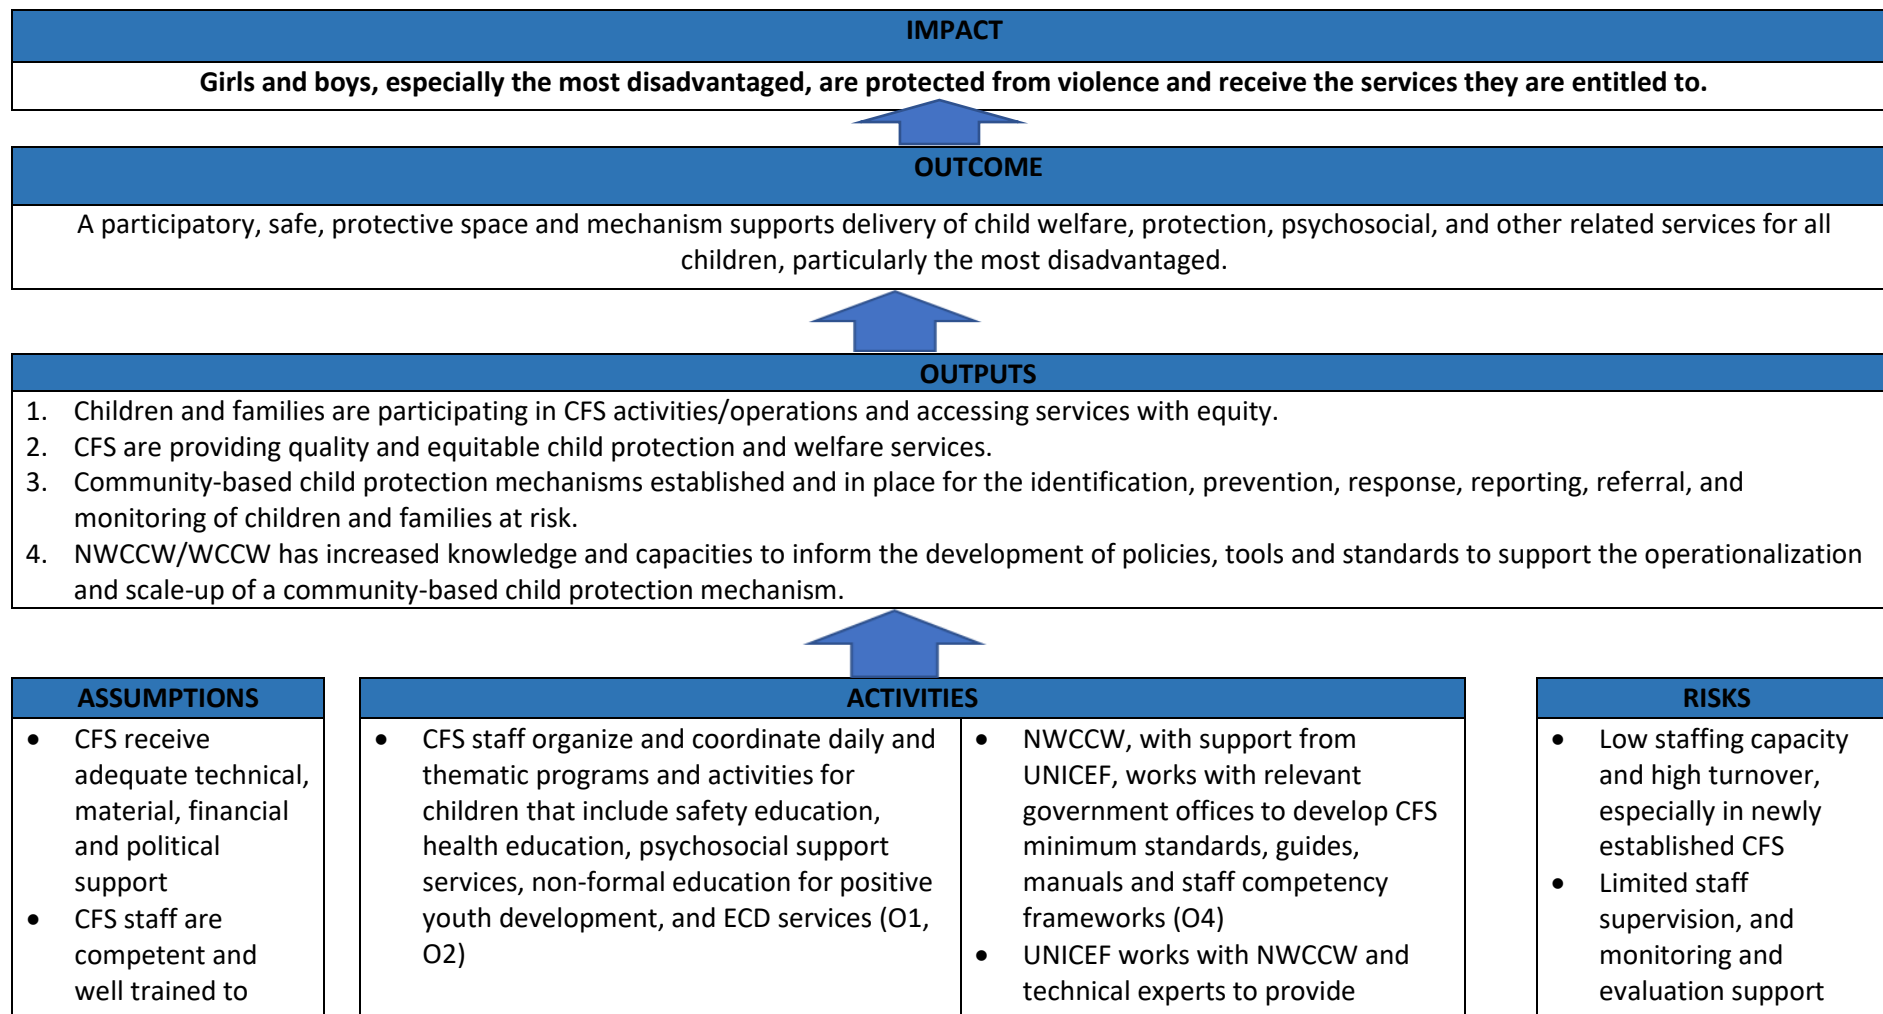 IMPACT
Girls and boys, especially the most disadvantaged, are protected from violence and receive the services they are entitled to.
OUTCOME
A participatory, safe, protective space and mechanism supports delivery of child welfare, protection, psychosocial, and other related services for all
children, particularly the most disadvantaged.
OUTPUTS
1. Children and families are participating in CFS activities/operations and accessing services with equity.
2. CFS are providing quality and equitable child protection and welfare services.
3. Community-based child protection mechanisms established and in place for the identification, prevention, response, reporting, referral, and
monitoring of children and families at risk.
4. NWCCW/WCCW has increased knowledge and capacities to inform the development of policies, tools and standards to support the operationalization
and scale-up of a community-based child protection mechanism.
ASSUMPTIONS
• CFS receive
adequate technical,
material, financial
and political
support
• CFS staff are
competent and
well trained to
ACTIVITIES
• CFS staff organize and coordinate daily and
thematic programs and activities for
children that include safety education,
health education, psychosocial support
services, non-formal education for positive
youth development, and ECD services (O1,
O2)
• NWCCW, with support from
UNICEF, works with relevant
government offices to develop CFS
minimum standards, guides,
manuals and staff competency
frameworks (O4)
• UNICEF works with NWCCW and
technical experts to provide
RISKS
• Low staffing capacity
and high turnover,
especially in newly
established CFS
• Limited staff
supervision, and
monitoring and
evaluation support